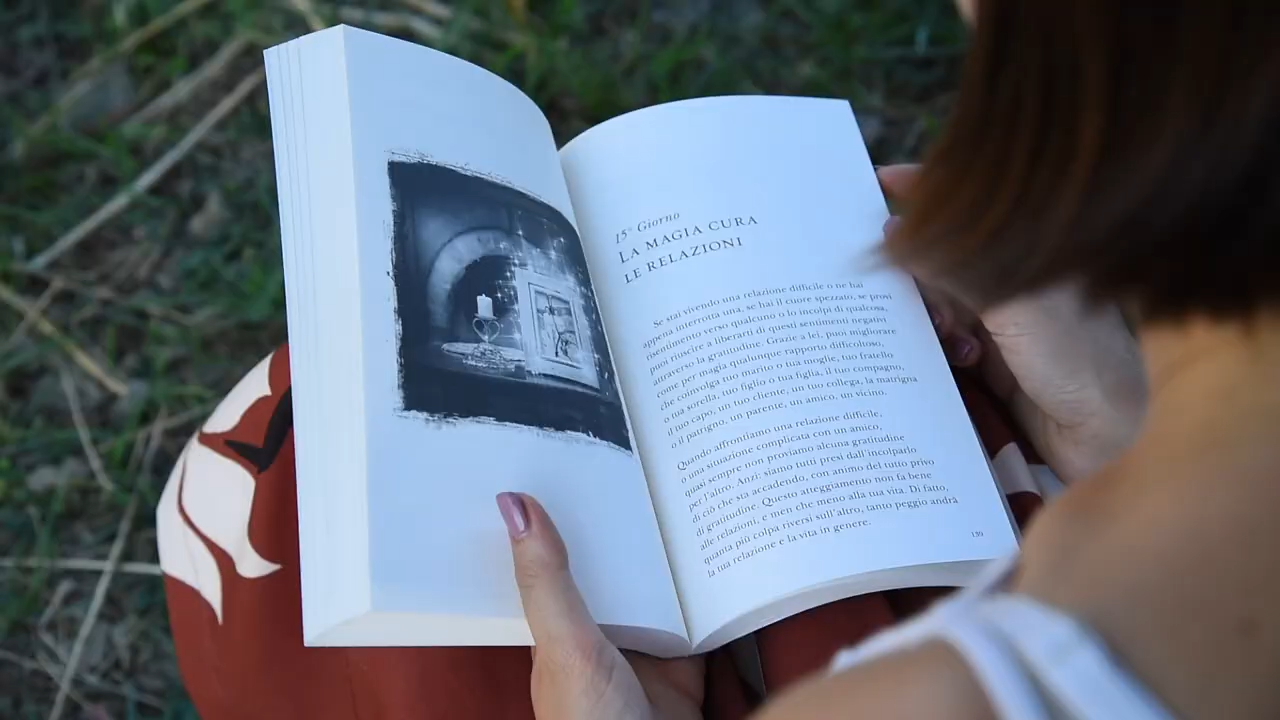 15° Giorno
LA MAGIA CURA
LE RELAZIONI
Se stai vivendo una relazione difficile o ne hai
appena interrotta una, se hai il cuore spezzato, se provi
risentimento verso qualcuno o lo incolpi di qualcosa,
puoi riuscire a liberarti di questi sentimenti negativi
attraverso la gratitudine. Grazie a lei, puoi migliorare
come per magia qualunque rapporto difficoltoso,
che coinvolga tuo marito o tua moglie, tuo fratello
o tua sorella, tuo figlio o tua figlia, il tuo compagno,
il tuo capo, un tuo cliente, un tuo collega, la matrigna
o il patrigno, un parente, un amico, un vicino.
Quando affrontiamo una relazione difficile,
o una situazione complicata con un amico,
quasi sempre non proviamo alcuna gratitudine
per l'altro. Anzi: siamo tutti presi dall'incolparlo
di ciò che sta accadendo, con animo del tutto privo
di gratitudine. Questo atteggiamento non fa bene
alle relazioni, e men che meno alla tua vita. Di fatto,
quanta più colpa riversi sull'altro, tanto peggio andrà
la tua relazione e la vita in genere.
139